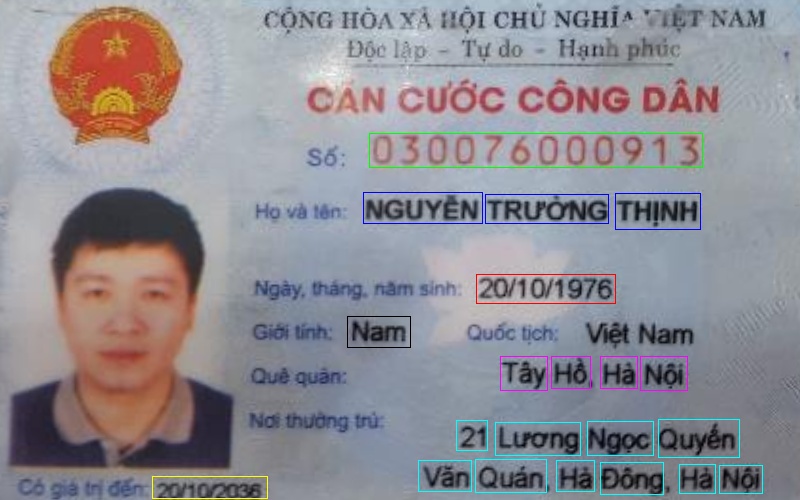 CỘNG HÒA XÃ HỘI CHỦ NGHĨA VIỆT NAM
Độc lập - Tự do - Hạnh phúc
CĂN CƯỚC CÔNG DÂN
Số: 030076000913
Họ và tên: NGUYỄN TRƯỜNG THỊNH
Ngày, tháng, năm sinh: 20/10/1976
Giới tính: Nam Quốc tịch: Việt Nam
Quê quán: Tây Hồ, Hà Nội
Nơi thường trú: 21 Lương Ngọc Quyến
Văn Quán, Hà Đông, Hà Nội
Có giá trị đến: 20/10/2036